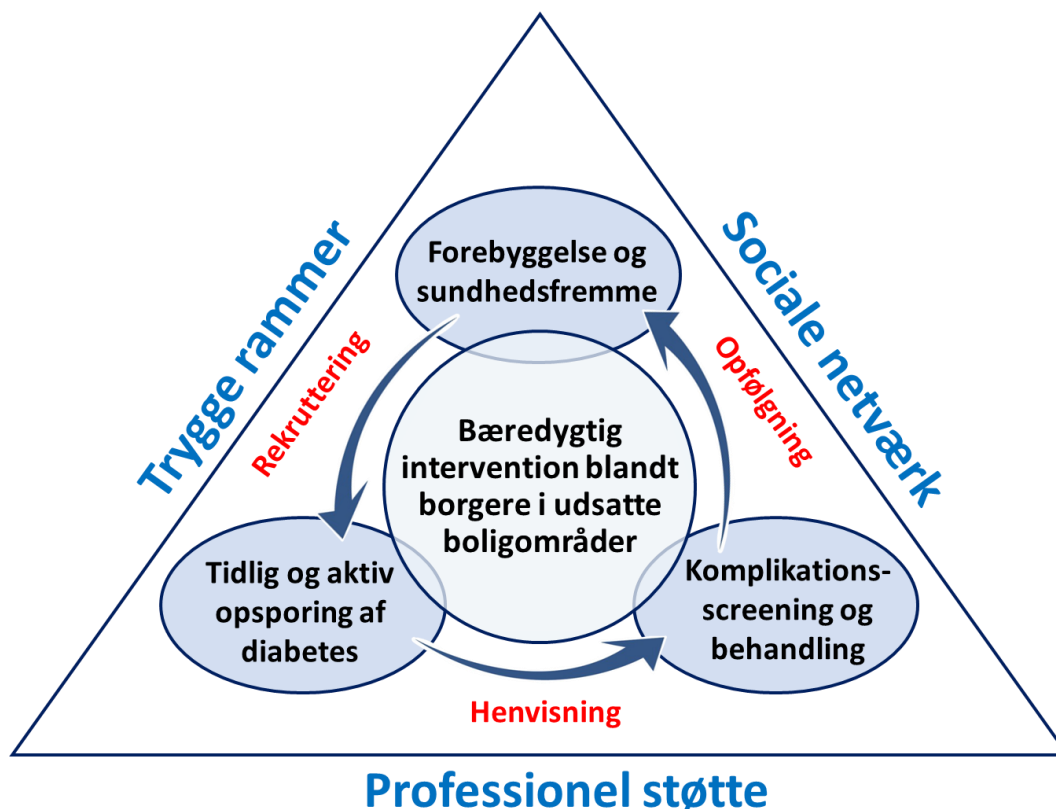 Trygge rammer
Sociale netværk
Forebyggelse og
sundhedsfremme
Rekruttering
Opfølgning
Bæredygtig
intervention blandt
borgere i udsatte
boligområder
Tidlig og aktiv
opsporing af
diabetes
Komplikations-
screening og
behandling
Henvisning
Professionel støtte